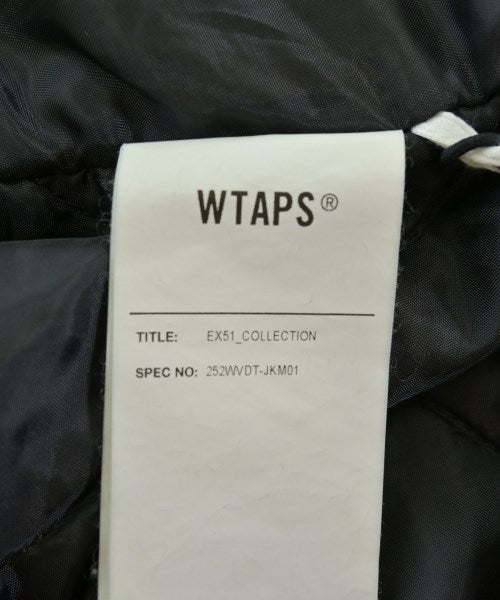 WTAPS®
TITLE: EX51_COLLECTION
SPEC NO: 252WVDT-JKM01